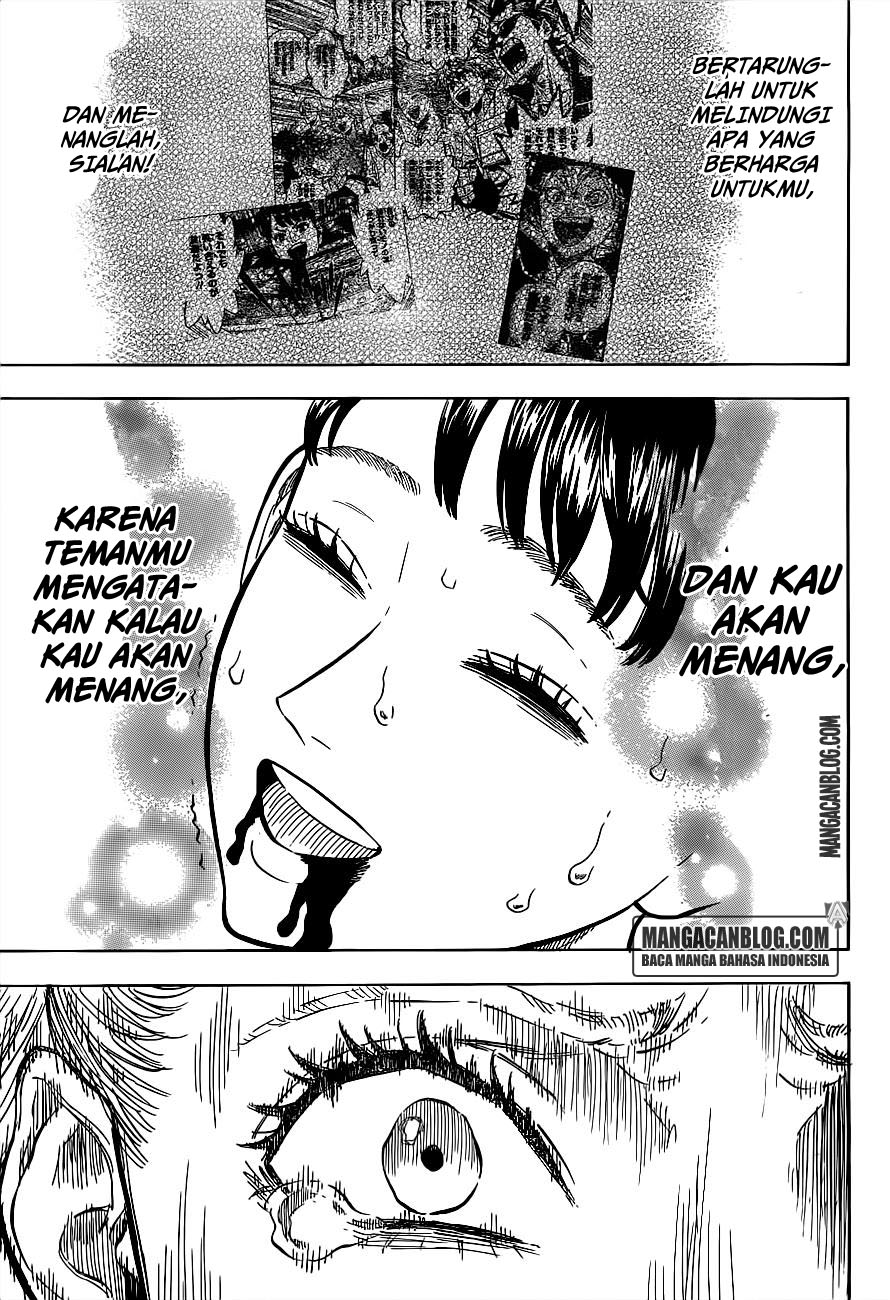 BERTARUNG-
LAH UNTUK
MELINDUNGI
APA YANG
BERHARGA
UNTUKMU,
DAN ME-
NANGLAH,
SIALAN!
DAN KAU
AKAN
MENANG,
KARENA
TEMANMU
MENGATA-
KAN KALAU
KAU AKAN
MENANG,
MANGACANBLOG.COM
MANGACANBLOG.COM
BACA MANGA BAHASA INDONESIA